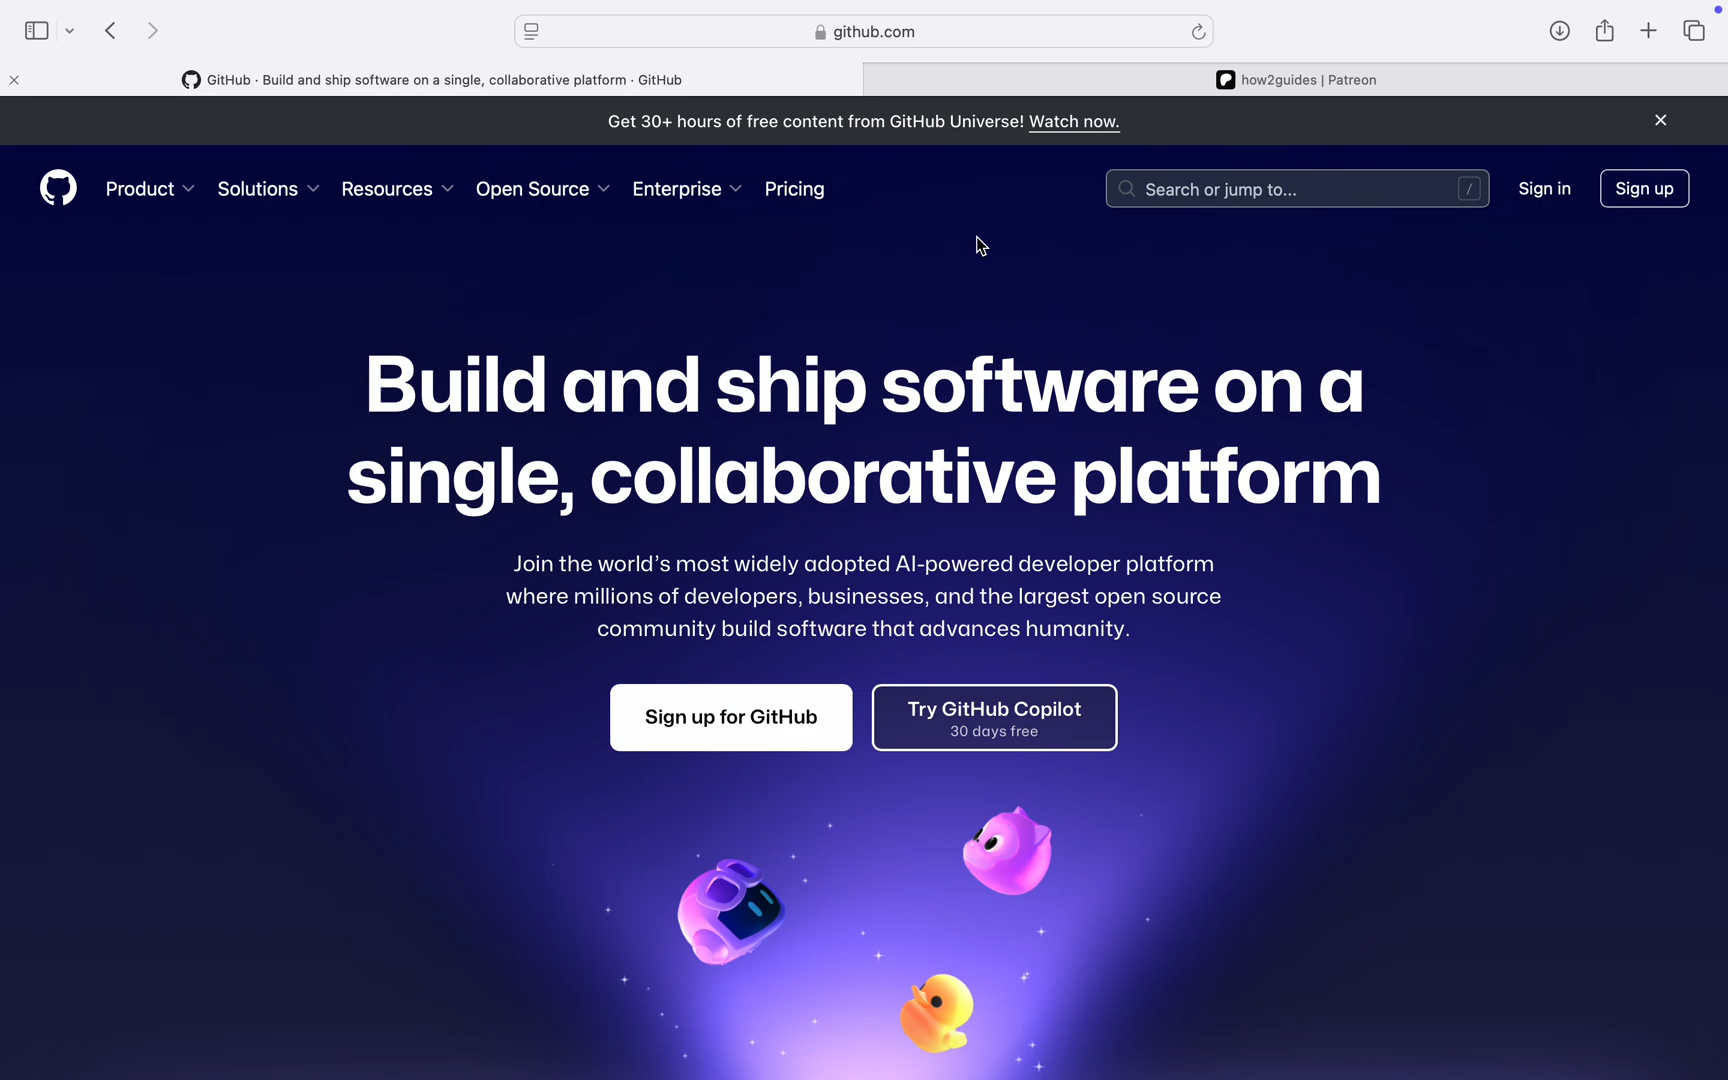 github.com
GitHub · Build and ship software on a single, collaborative platform · GitHub
how2guides | Patreon
Get 30+ hours of free content from GitHub Universe! Watch now.
Product Solutions Resources Open Source Enterprise Pricing Search or jump to... / Sign in Sign up
Build and ship software on a
single, collaborative platform
Join the world’s most widely adopted AI-powered developer platform
where millions of developers, businesses, and the largest open source
community build software that advances humanity.
Sign up for GitHub
Try GitHub Copilot
30 days free